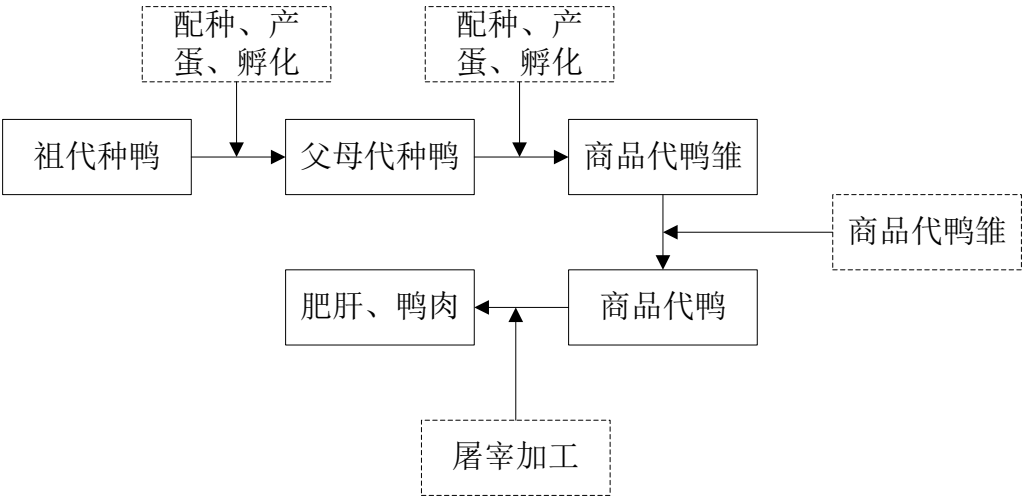 配种、产
蛋、孵化
配种、产
蛋、孵化
祖代种鸭
父母代种鸭
商品代鸭雏
商品代鸭雏
肥肝、鸭肉
商品代鸭
屠宰加工